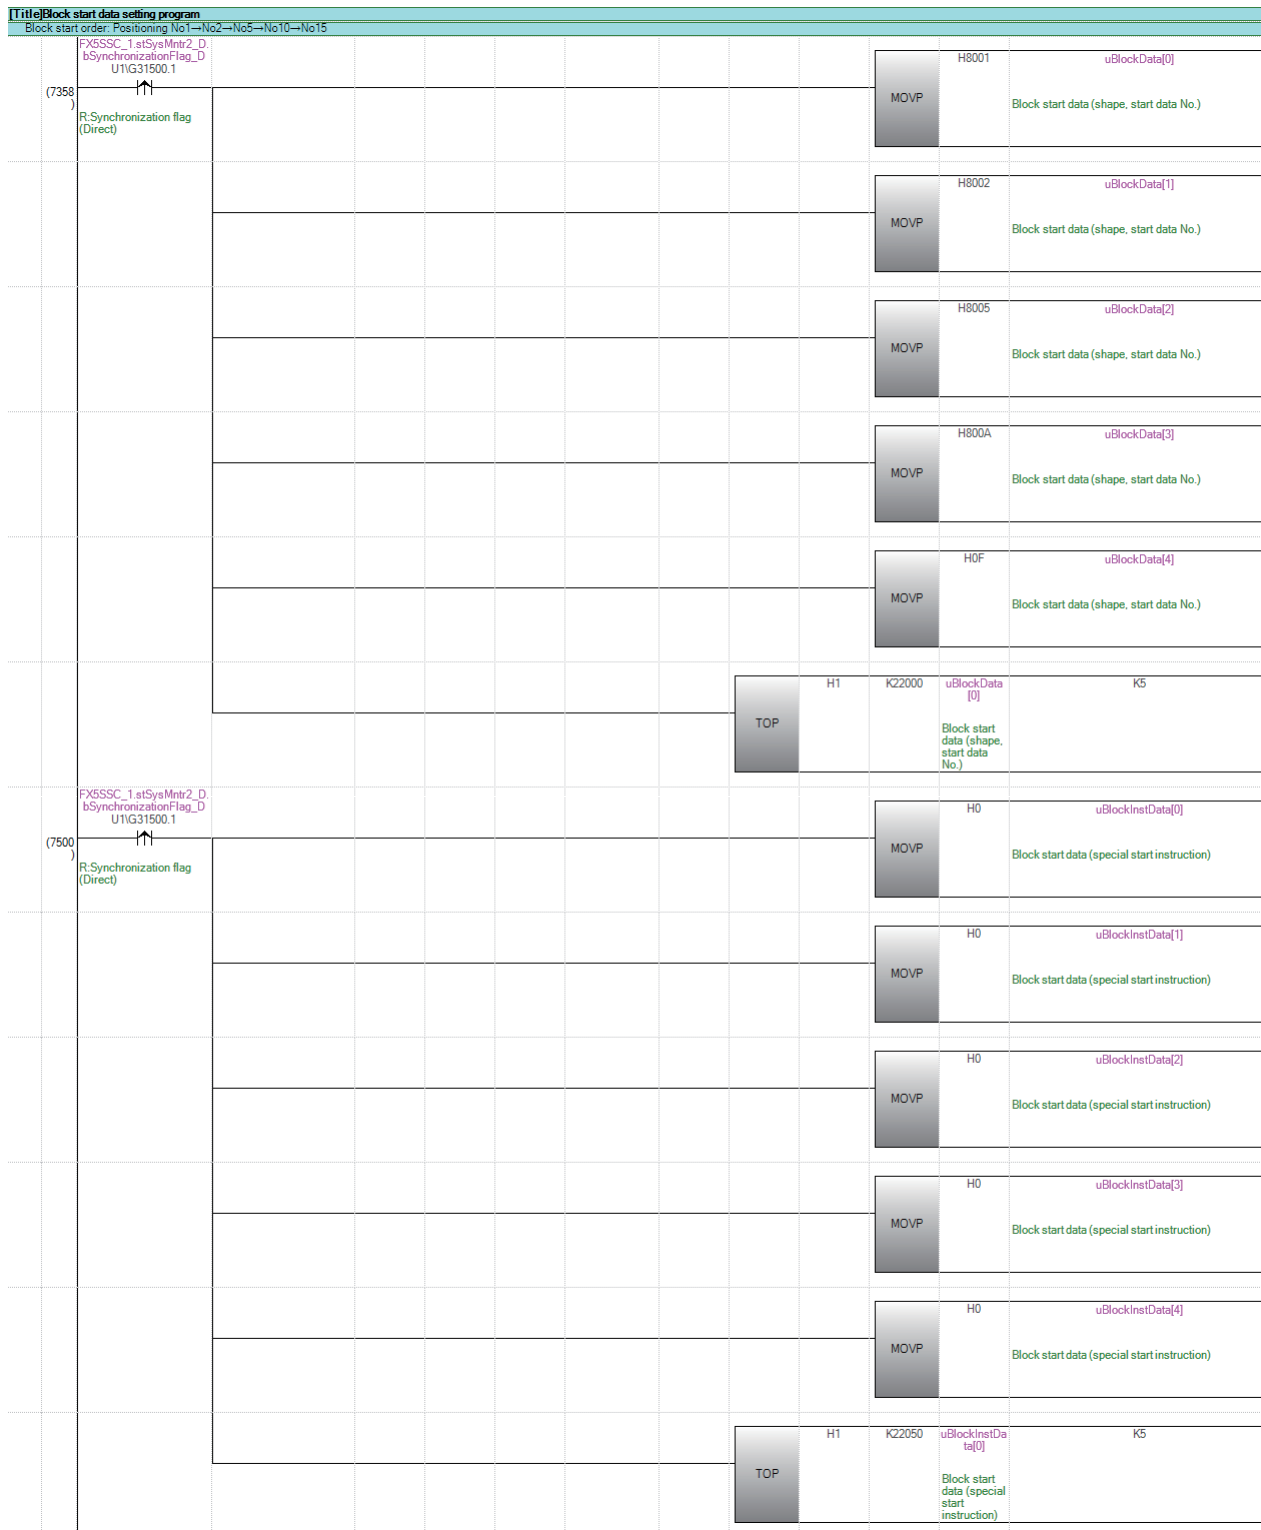 [Title]Block start data setting program
Block start order: Positioning No1→No2→No5→No10→No15
FX5SSC_1.stSysMntr2_D.
bSynchronizationFlag_D
U1\G31500.1
(7358
)
R:Synchronization flag
(Direct)
MOVP
H8001
uBlockData[0]
Block start data (shape, start data No.)
MOVP
H8002
uBlockData[1]
Block start data (shape, start data No.)
MOVP
H8005
uBlockData[2]
Block start data (shape, start data No.)
MOVP
H800A
uBlockData[3]
Block start data (shape, start data No.)
MOVP
H0F
uBlockData[4]
Block start data (shape, start data No.)
TOP
H1
K22000
uBlockData
[0]
Block start
data (shape,
start data
No.)
K5
FX5SSC_1.stSysMntr2_D.
bSynchronizationFlag_D
U1\G31500.1
(7500
)
R:Synchronization flag
(Direct)
MOVP
H0
uBlockInstData[0]
Block start data (special start instruction)
MOVP
H0
uBlockInstData[1]
Block start data (special start instruction)
MOVP
H0
uBlockInstData[2]
Block start data (special start instruction)
MOVP
H0
uBlockInstData[3]
Block start data (special start instruction)
MOVP
H0
uBlockInstData[4]
Block start data (special start instruction)
TOP
H1
K22050
uBlockInstDa
ta[0]
Block start
data (special
start
instruction)
K5